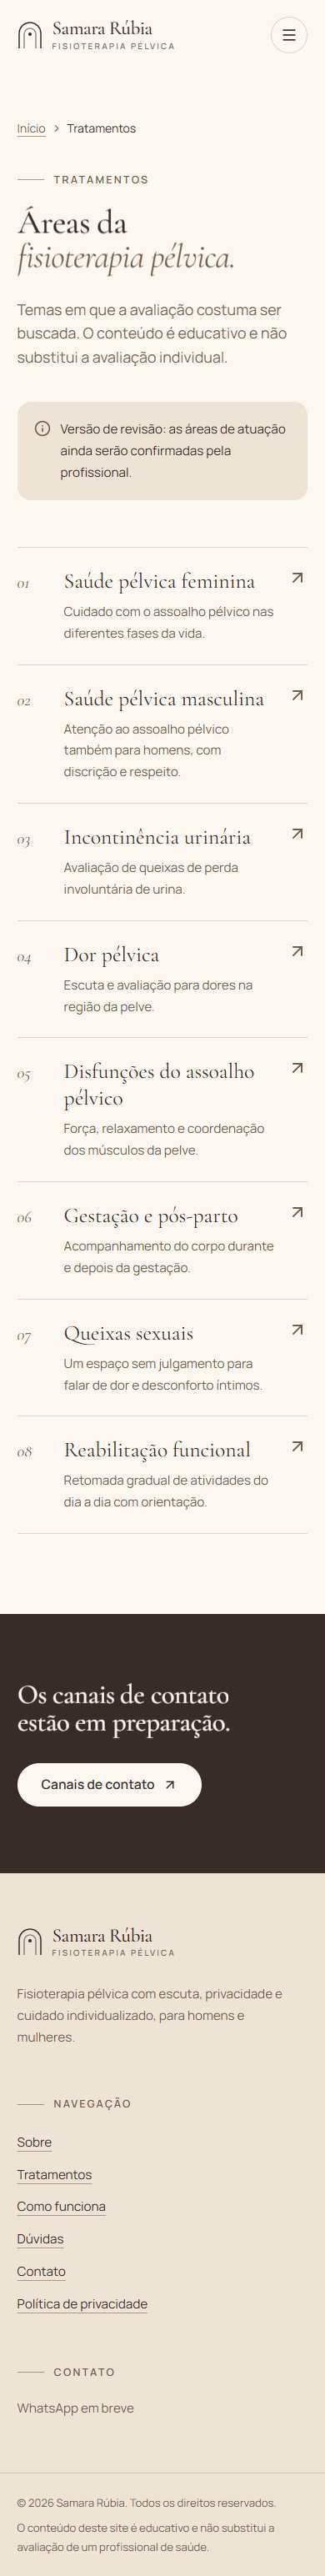 Samara Rúbia
FISIOTERAPIA PÉLVICA
Início > Tratamentos
TRATAMENTOS
Áreas da
fisioterapia pélvica.
Temas em que a avaliação costuma ser
buscada. O conteúdo é educativo e não
substitui a avaliação individual.
Versão de revisão: as áreas de atuação
ainda serão confirmadas pela
profissional.
01 Saúde pélvica feminina
Cuidado com o assoalho pélvico nas
diferentes fases da vida.
02 Saúde pélvica masculina
Atenção ao assoalho pélvico
também para homens, com
discrição e respeito.
03 Incontinência urinária
Avaliação de queixas de perda
involuntária de urina.
04 Dor pélvica
Escuta e avaliação para dores na
região da pelve.
05 Disfunções do assoalho
pélvico
Força, relaxamento e coordenação
dos músculos da pelve.
06 Gestação e pós-parto
Acompanhamento do corpo durante
e depois da gestação.
07 Queixas sexuais
Um espaço sem julgamento para
falar de dor e desconforto íntimos.
08 Reabilitação funcional
Retomada gradual de atividades do
dia a dia com orientação.
Os canais de contato
estão em preparação.
Canais de contato
Samara Rúbia
FISIOTERAPIA PÉLVICA
Fisioterapia pélvica com escuta, privacidade e
cuidado individualizado, para homens e
mulheres.
NAVEGAÇÃO
Sobre
Tratamentos
Como funciona
Dúvidas
Contato
Política de privacidade
CONTATO
WhatsApp em breve
© 2026 Samara Rúbia. Todos os direitos reservados.
O conteúdo deste site é educativo e não substitui a
avaliação de um profissional de saúde.